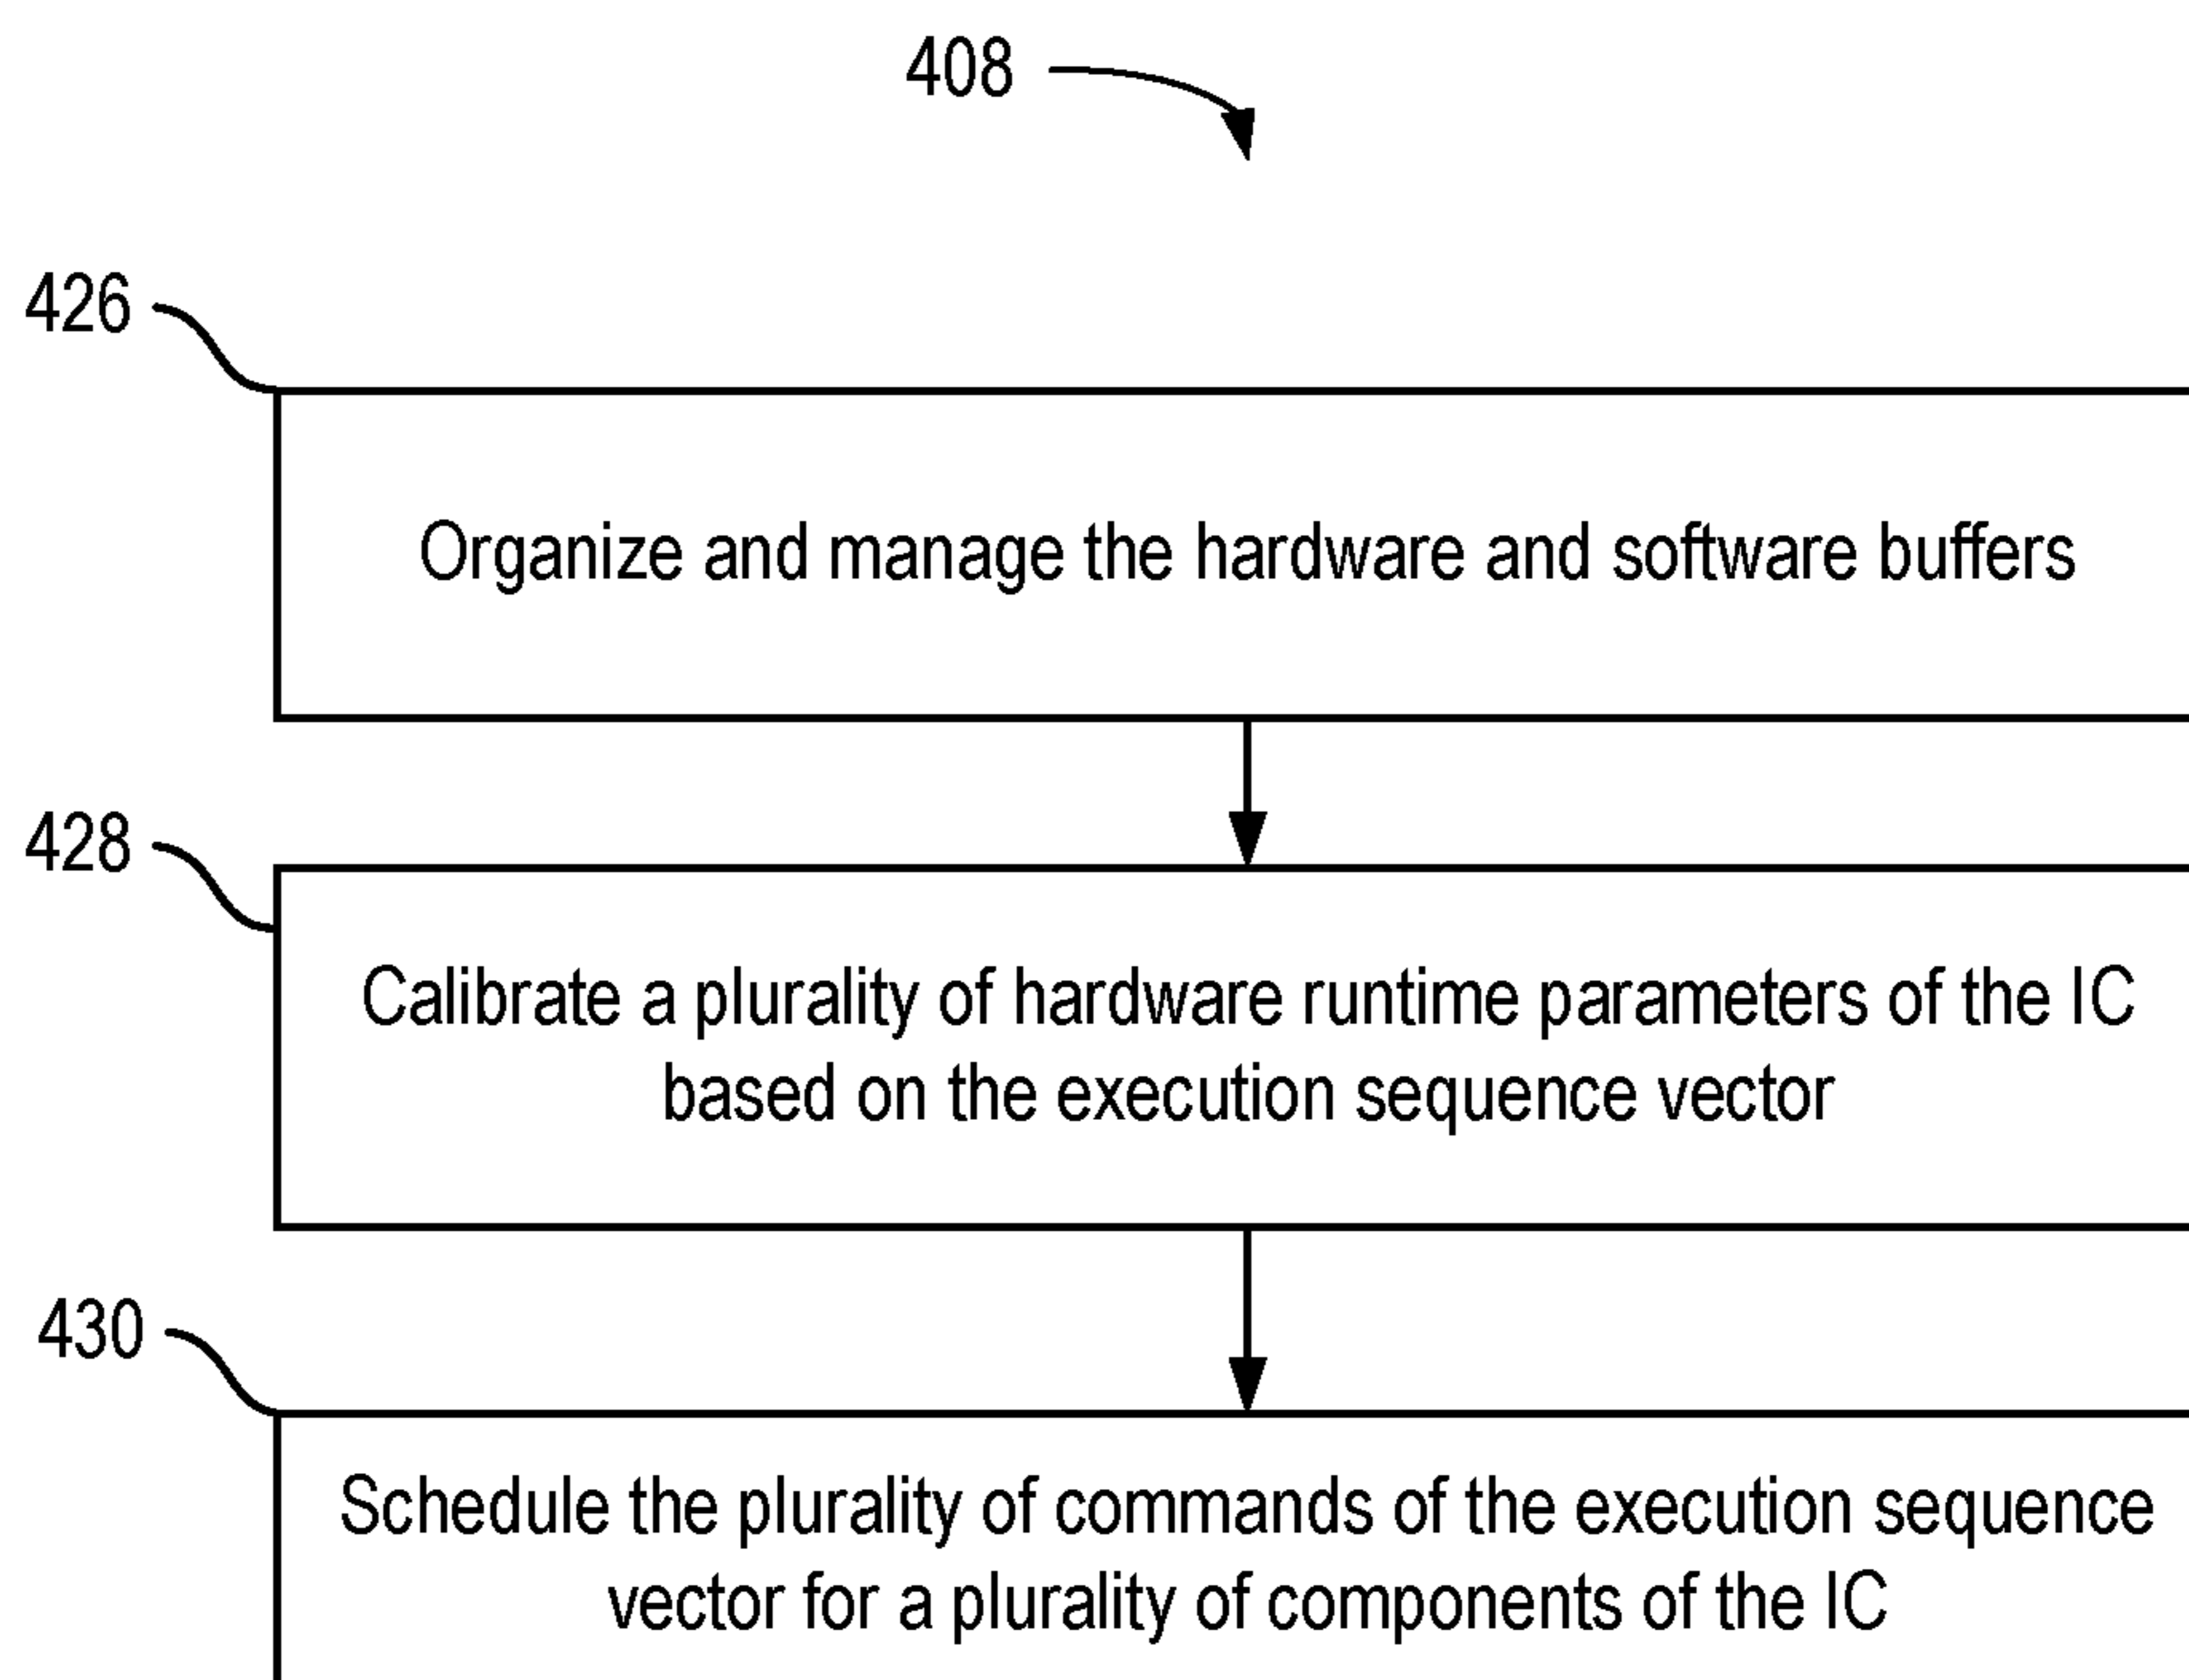 408
426
Organize and manage the hardware and software buffers
428
Calibrate a plurality of hardware runtime parameters of the IC
based on the execution sequence vector
430
Schedule the plurality of commands of the execution sequence
vector for a plurality of components of the IC